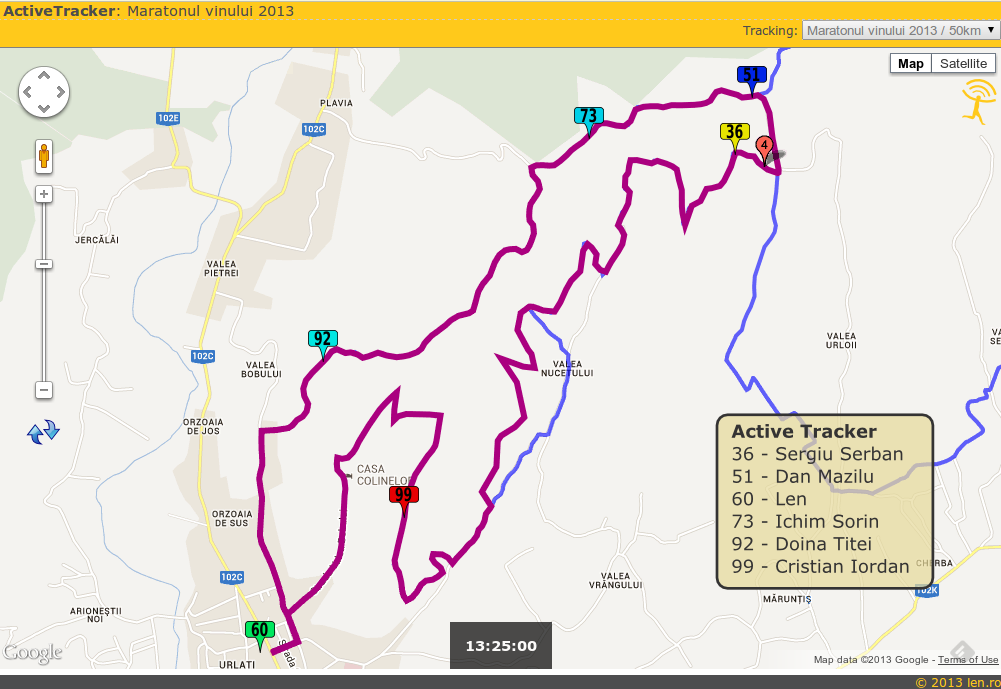 ActiveTracker: Maratonul vinului 2013
Tracking: Maratonul vinului 2013 / 50km
Map Satellite
51
PLAVIA
73
102E
102C
36
4
JERCĂLĂI
VALEA
PIETREI
92
VALEA
URLOII
102C
VALEA
BOBULUI
VALEA
NUCETULUI
ORZOAIA
DE JOS
Active Tracker
36 - Sergiu Serban
51 - Dan Mazilu
60 - Len
73 - Ichim Sorin
92 - Doina Titei
99 - Cristian Iordan
CASA
COLINELOR
99
ORZOAIA
DE SUS
102C
VALEA
VRÂNGULUI
CHERBA
102K
MĂRUNȚIȘ
ARIONEȘTII
NOI
60
13:25:00
Google
URLATI
Strada
Map data ©2013 Google - Terms of Use
© 2013 len.ro